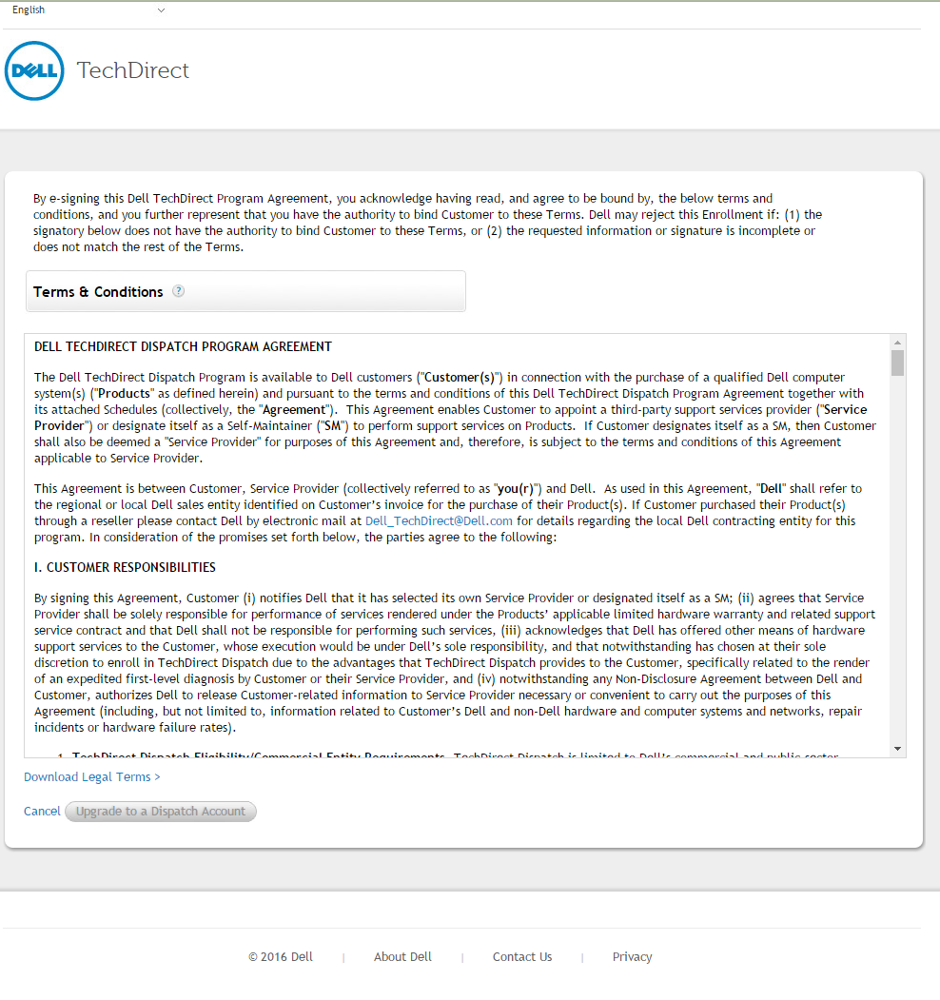 English
DELL TechDirect
By e-signing this Dell TechDirect Program Agreement, you acknowledge having read, and agree to be bound by, the below terms and
conditions, and you further represent that you have the authority to bind Customer to these Terms. Dell may reject this Enrollment if: (1) the
signatory below does not have the authority to bind Customer to these Terms, or (2) the requested information or signature is incomplete or
does not match the rest of the Terms.
Terms & Conditions ?
DELL TECHDIRECT DISPATCH PROGRAM AGREEMENT
The Dell TechDirect Dispatch Program is available to Dell customers ("Customer(s)") in connection with the purchase of a qualified Dell computer
system(s) ("Products" as defined herein) and pursuant to the terms and conditions of this Dell TechDirect Dispatch Program Agreement together with
its attached Schedules (collectively, the "Agreement").  This Agreement enables Customer to appoint a third-party support services provider ("Service
Provider") or designate itself as a Self-Maintainer ("SM") to perform support services on Products.  If Customer designates itself as a SM, then Customer
shall also be deemed a "Service Provider" for purposes of this Agreement and, therefore, is subject to the terms and conditions of this Agreement
applicable to Service Provider.
This Agreement is between Customer, Service Provider (collectively referred to as "you(r)") and Dell.  As used in this Agreement, "Dell" shall refer to
the regional or local Dell sales entity identified on Customer’s invoice for the purchase of their Product(s). If Customer purchased their Product(s)
through a reseller please contact Dell by electronic mail at Dell_TechDirect@Dell.com for details regarding the local Dell contracting entity for this
program. In consideration of the promises set forth below, the parties agree to the following:
I. CUSTOMER RESPONSIBILITIES
By signing this Agreement, Customer (i) notifies Dell that it has selected its own Service Provider or designated itself as a SM; (ii) agrees that Service
Provider shall be solely responsible for performance of services rendered under the Products’ applicable limited hardware warranty and related support
service contract and that Dell shall not be responsible for performing such services, (iii) acknowledges that Dell has offered other means of hardware
support services to the Customer, whose execution would be under Dell’s sole responsibility, and that notwithstanding has chosen at their sole
discretion to enroll in TechDirect Dispatch due to the advantages that TechDirect Dispatch provides to the Customer, specifically related to the render
of an expedited first-level diagnosis by Customer or their Service Provider, and (iv) notwithstanding any Non-Disclosure Agreement between Dell and
Customer, authorizes Dell to release Customer-related information to Service Provider necessary or convenient to carry out the purposes of this
Agreement (including, but not limited to, information related to Customer’s Dell and non-Dell hardware and computer systems and networks, repair
incidents or hardware failure rates).
1. TechDirect Dispatch Eligibility/Commercial Entity Requirements. TechDirect Dispatch is limited to Dell’s commercial and public sector
Download Legal Terms >
Cancel Upgrade to a Dispatch Account
© 2016 Dell | About Dell | Contact Us | Privacy